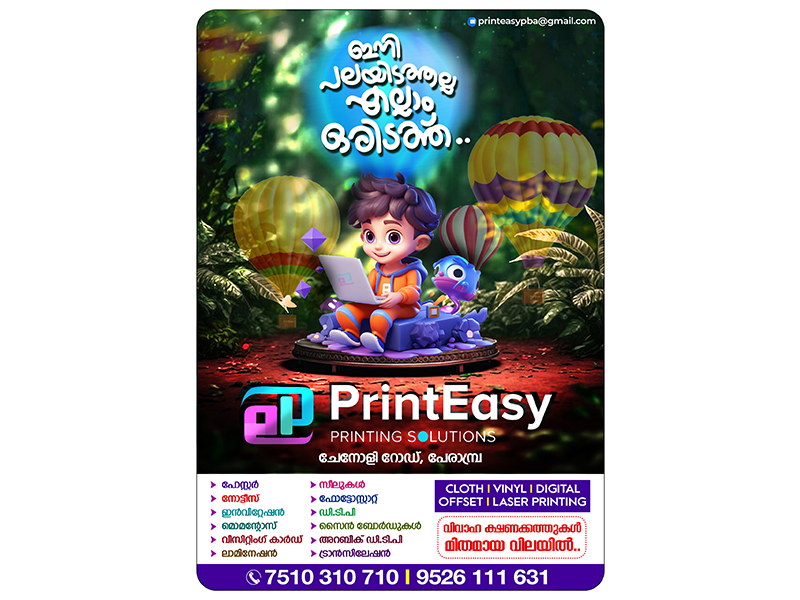 printeasypba@gmail.com
ഇനി
പലയിടത്തല്ല
എല്ലാം
ഒരിടത്ത്..
PrintEasy
PRINTING SOLUTIONS
ചേനോളി റോഡ്, പേരാമ്പ്ര
പോസ്റ്റർ
നോട്ടീസ്
ഇൻവിറ്റേഷൻ
മൊമന്റോസ്
വിസിറ്റിംഗ് കാർഡ്
ലാമിനേഷൻ
സീലുകൾ
ഫോട്ടോസ്റ്റാറ്റ്
ഡി.ടി.പി
സൈൻ ബോർഡുകൾ
അറബിക് ഡി.ടി.പി
ട്രാൻസിലേഷൻ
CLOTH I VINYL I DIGITAL
OFFSET I LASER PRINTING
വിവാഹ ക്ഷണക്കത്തുകൾ
മിതമായ വിലയിൽ..
7510 310 710 I 9526 111 631